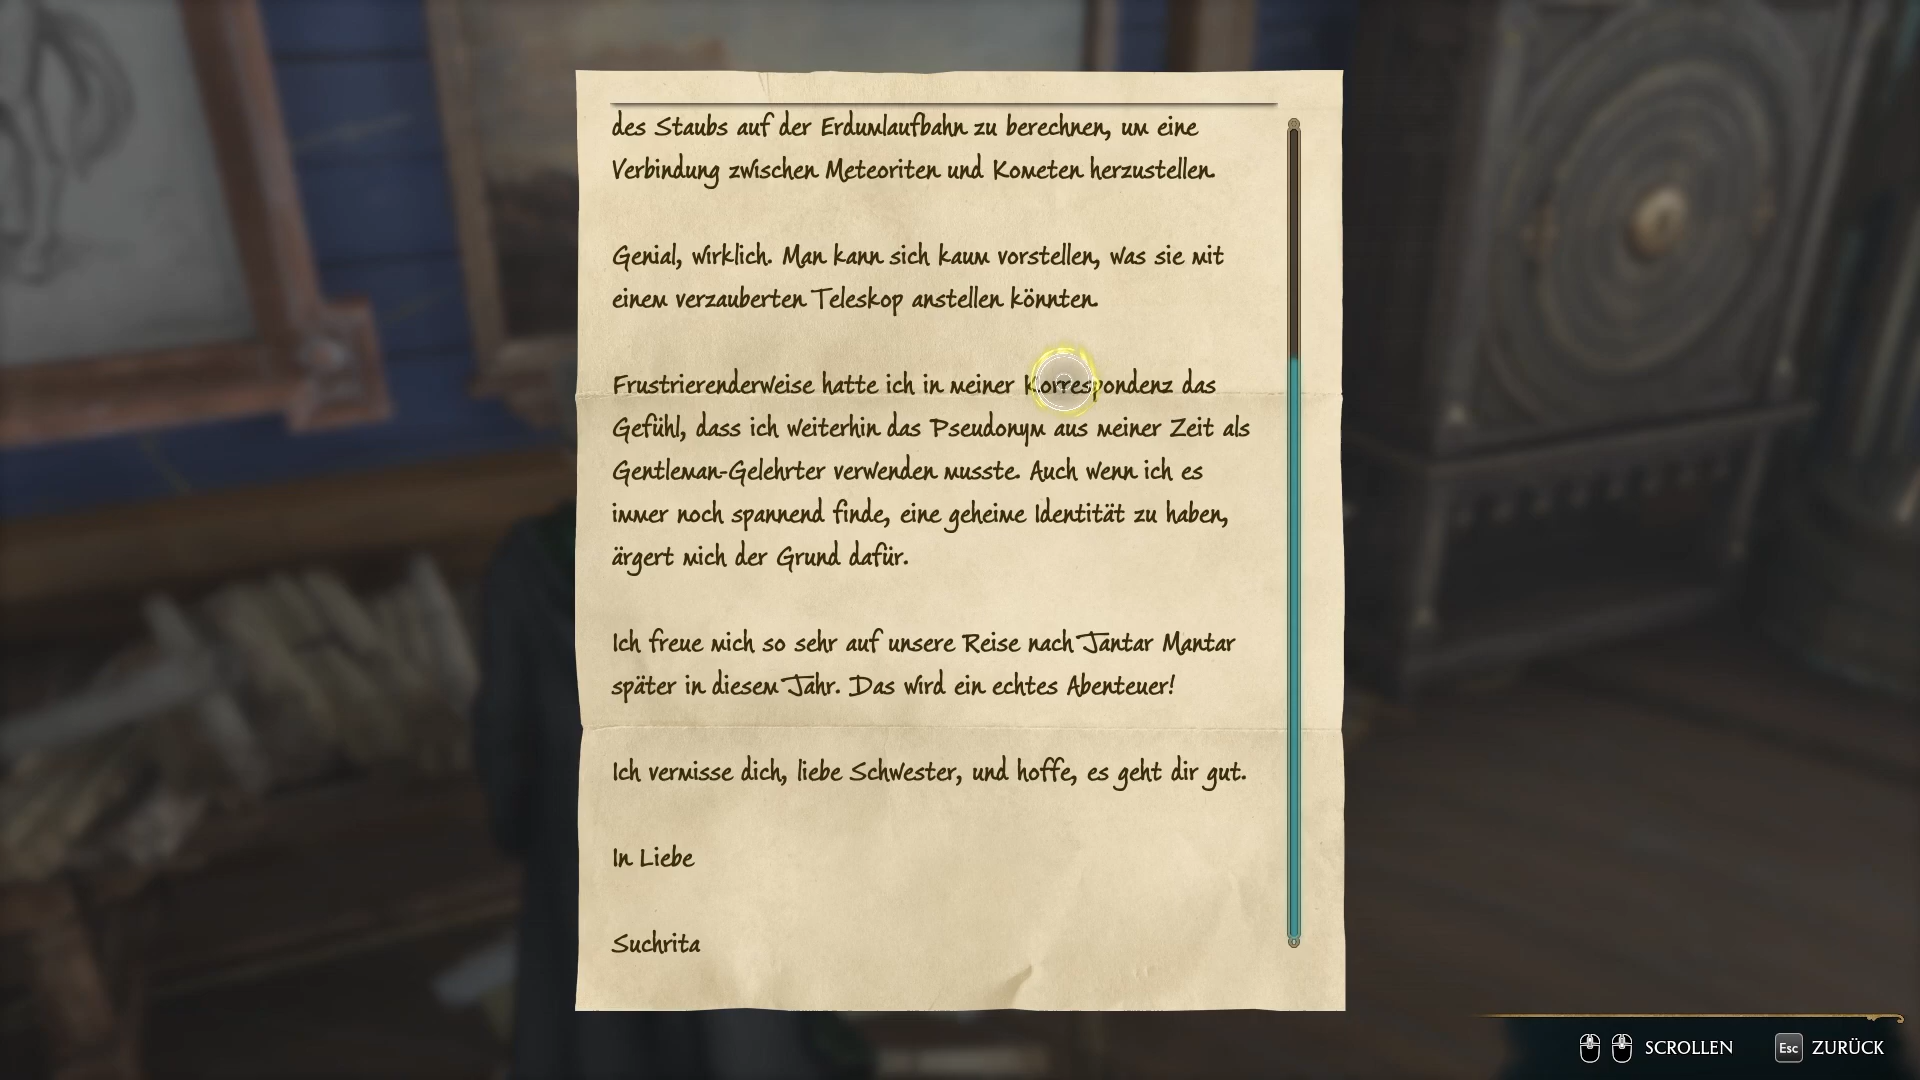 des Staubs auf der Erdumlaufbahn zu berechnen, um eine
Verbindung zwischen Meteoriten und Kometen herzustellen.
Genial, wirklich. Man kann sich kaum vorstellen, was sie mit
einem verzauberten Teleskop anstellen könnten.
Frustrierenderweise hatte ich in meiner Korrespondenz das
Gefühl, dass ich weiterhin das Pseudonym aus meiner Zeit als
Gentleman-Gelehrter verwenden musste. Auch wenn ich es
immer noch spannend finde, eine geheime Identität zu haben,
ärgert mich der Grund dafür.
Ich freue mich so sehr auf unsere Reise nach Jantar Mantar
später in diesem Jahr. Das wird ein echtes Abenteuer!
Ich vermisse dich, liebe Schwester, und hoffe, es geht dir gut.
In Liebe
Suchrita
SCROLLEN Esc ZURÜCK